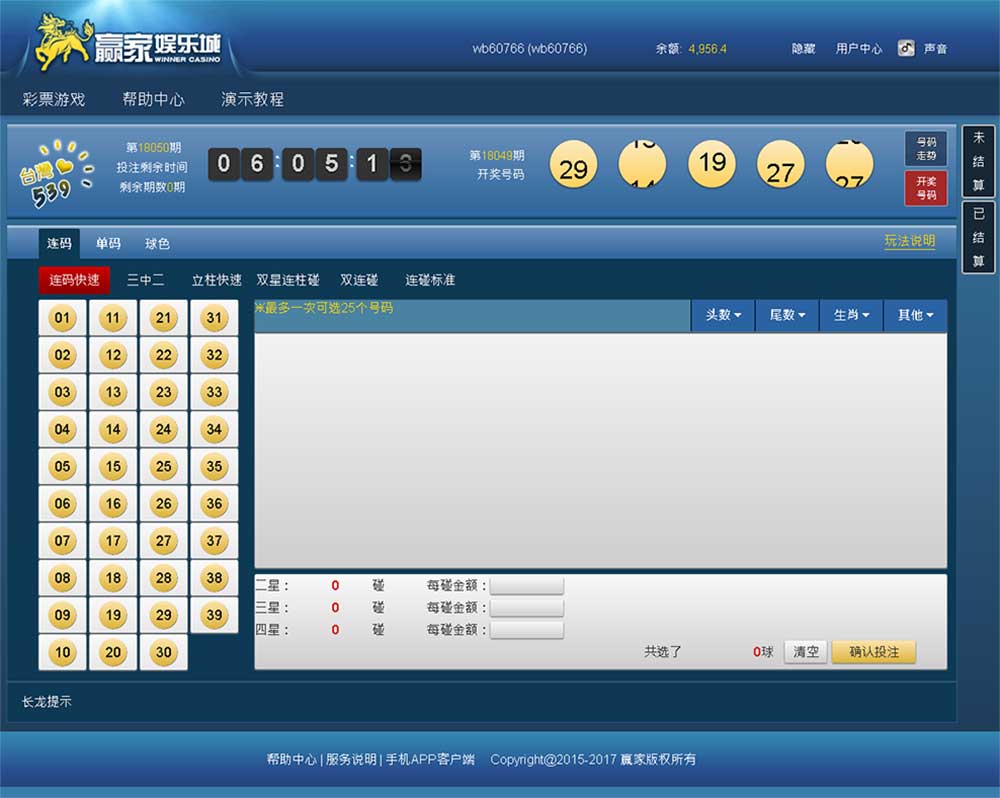 赢家娱乐城
WINNER CASINO
wb60766 (wb60766) 余额: 4,956.4 隐藏 用户中心 声音
彩票游戏 帮助中心 演示教程
台湾539
第18050期
投注剩余时间
剩余期数0期
06:05:1
第18049期
开奖号码
29 19 27
号码走势
开奖号码
未结算
已结算
连码 单码 球色 玩法说明
连码快速 三中二 立柱快速 双星连柱碰 双连碰 连碰标准
※最多一次可选25个号码 头数 尾数 生肖 其他
01 11 21 31
02 12 22 32
03 13 23 33
04 14 24 34
05 15 25 35
06 16 26 36
07 17 27 37
08 18 28 38
09 19 29 39
10 20 30
二星： 0 碰 每碰金额：
三星： 0 碰 每碰金额：
四星： 0 碰 每碰金额：
共选了 0球 清空 确认投注
长龙提示
帮助中心 | 服务说明 | 手机APP客户端 Copyright@2015-2017 赢家版权所有